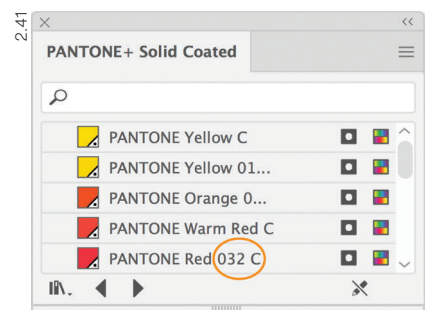 2.41
PANTONE+ Solid Coated
PANTONE Yellow C
PANTONE Yellow 01...
PANTONE Orange 0...
PANTONE Warm Red C
PANTONE Red 032 C